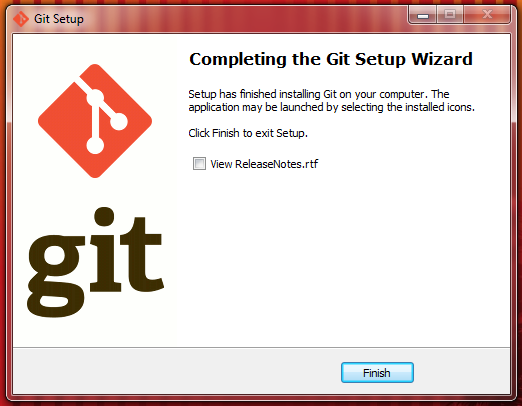 Git Setup
Completing the Git Setup Wizard
Setup has finished installing Git on your computer. The
application may be launched by selecting the installed icons.
Click Finish to exit Setup.
View ReleaseNotes.rtf
git
Finish